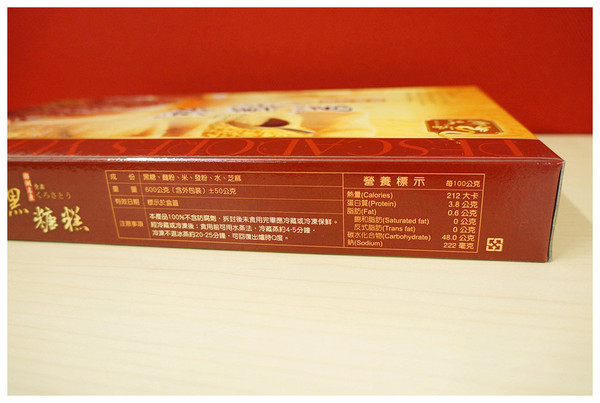 黑糖糕
くろさとう
成 份 黑糖、麵粉、米、發粉、水、芝麻
重 量 600公克(含外包裝)±50公克
有效日期 標示於盒蓋
注意事項 本產品100%不含防腐劑,拆封後未食用完畢應冷藏或冷凍保鮮。
經冷藏或冷凍後,食用前可用水蒸法,冷藏蒸約4-5分鐘,
冷凍不退冰蒸約20-25分鐘,可回復出爐時Q度。
營養標示 每100公克
熱量(Calories) 212 大卡
蛋白質(Protein) 3.8 公克
脂肪(Fat) 0.6 公克
飽和脂肪(Saturated fat) 0 公克
反式脂肪(Trans fat) 0 公克
碳水化合物(Carbohydrate) 48.0 公克
鈉(Sodium) 222 毫克